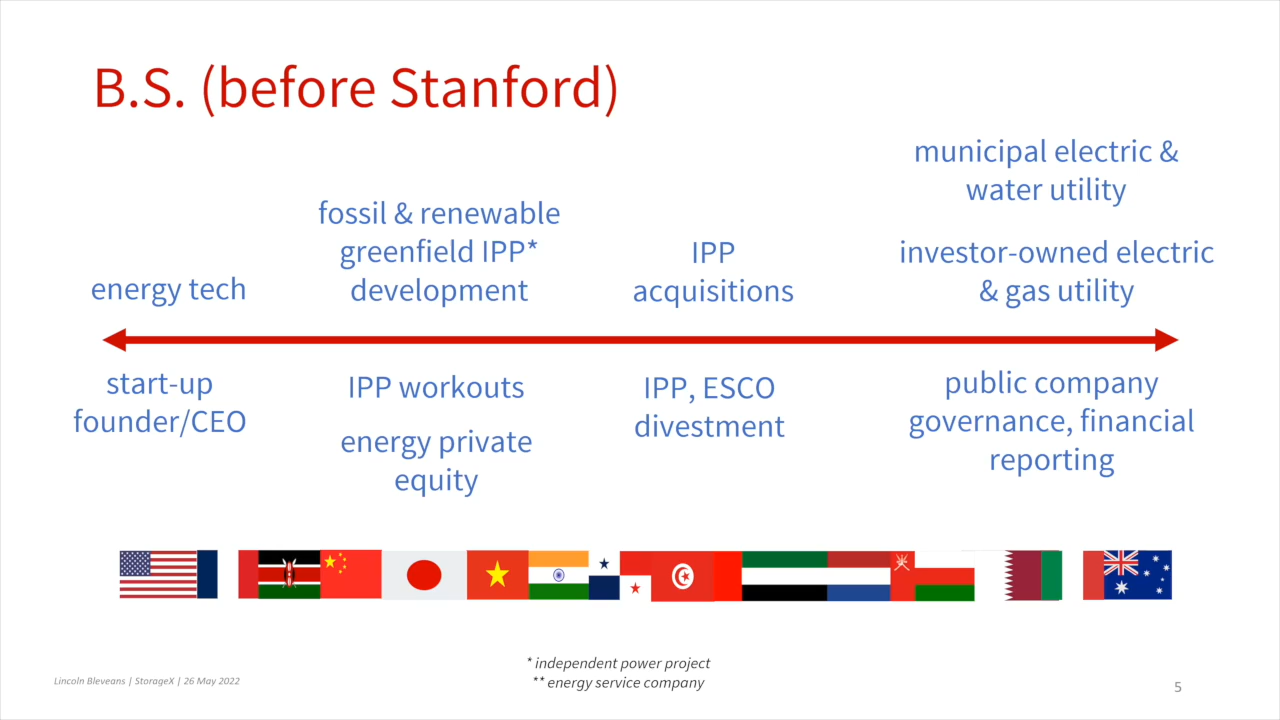 B.S. (before Stanford)
energy tech
fossil & renewable
greenfield IPP*
development
IPP
acquisitions
municipal electric &
water utility
investor-owned electric
& gas utility
start-up
founder/CEO
IPP workouts
energy private
equity
IPP, ESCO
divestment
public company
governance, financial
reporting
* independent power project
** energy service company
Lincoln Bleveans | StorageX | 26 May 2022
5